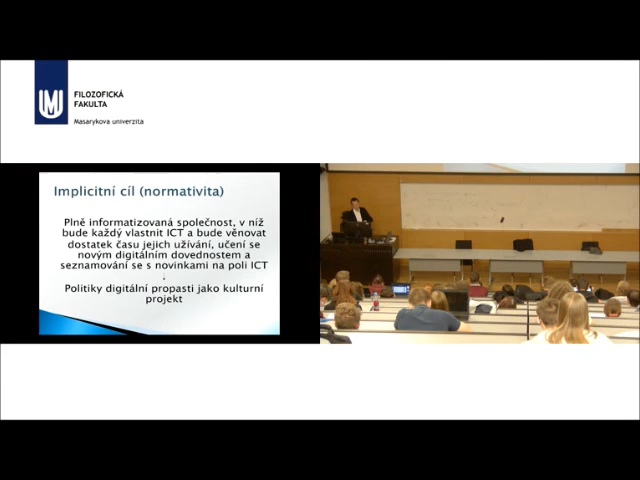 FILOZOFICKÁ
FAKULTA
Masarykova univerzita
Implicitní cíl (normativita)
Plně informatizovaná společnost, v níž
bude každý vlastnit ICT a bude věnovat
dostatek času jejich užívání, učení se
novým digitálním dovednostem a
seznamování se s novinkami na poli ICT
.
Politiky digitální propasti jako kulturní
projekt